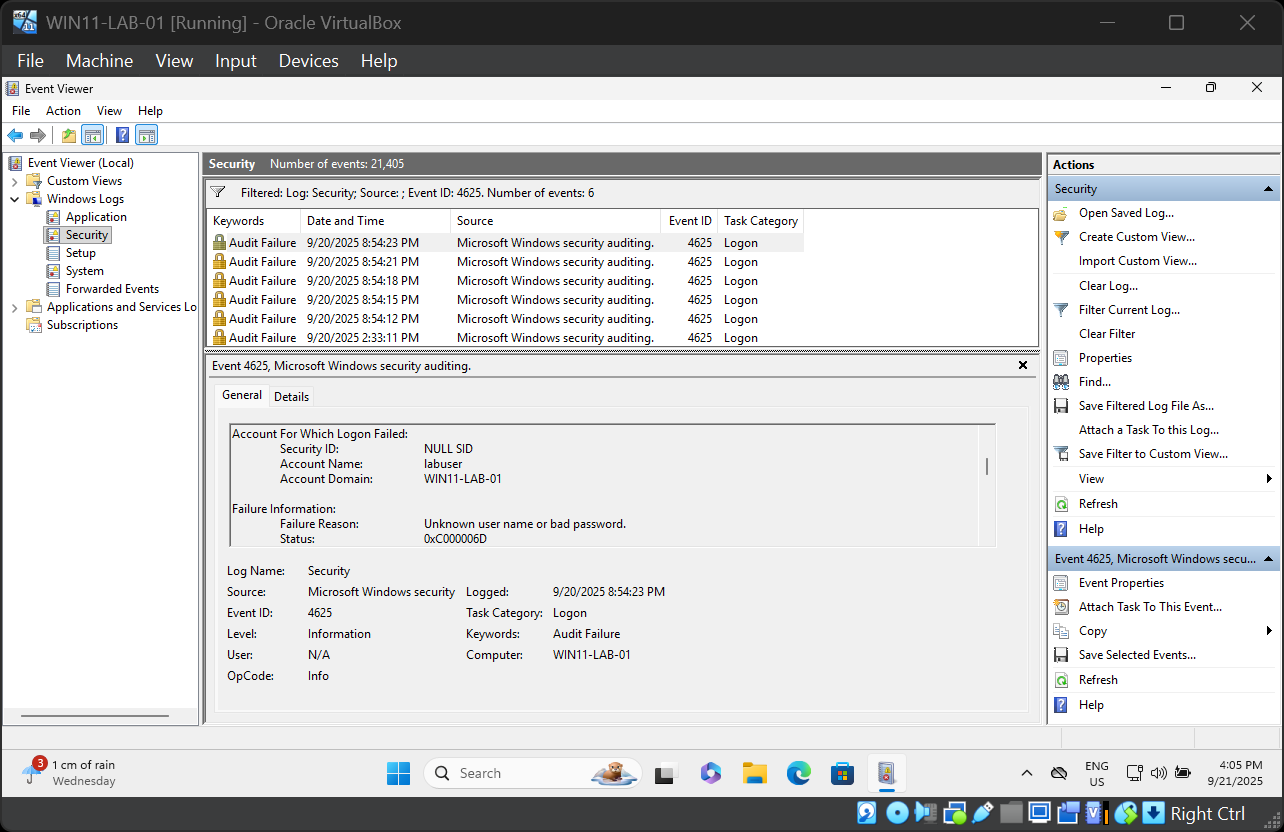 WIN11-LAB-01 [Running] - Oracle VirtualBox
File Machine View Input Devices Help
Event Viewer
File Action View Help
Event Viewer (Local)
Custom Views
Windows Logs
Application
Security
Setup
System
Forwarded Events
Applications and Services Lo
Subscriptions
Security Number of events: 21,405
Filtered: Log: Security; Source: ; Event ID: 4625. Number of events: 6
Keywords Date and Time Source Event ID Task Category
Audit Failure 9/20/2025 8:54:23 PM Microsoft Windows security auditing. 4625 Logon
Audit Failure 9/20/2025 8:54:21 PM Microsoft Windows security auditing. 4625 Logon
Audit Failure 9/20/2025 8:54:18 PM Microsoft Windows security auditing. 4625 Logon
Audit Failure 9/20/2025 8:54:15 PM Microsoft Windows security auditing. 4625 Logon
Audit Failure 9/20/2025 8:54:12 PM Microsoft Windows security auditing. 4625 Logon
Audit Failure 9/20/2025 2:33:11 PM Microsoft Windows security auditing. 4625 Logon
Event 4625, Microsoft Windows security auditing.
General Details
Account For Which Logon Failed:
Security ID: NULL SID
Account Name: labuser
Account Domain: WIN11-LAB-01
Failure Information:
Failure Reason: Unknown user name or bad password.
Status: 0xC000006D
Log Name: Security
Source: Microsoft Windows security Logged: 9/20/2025 8:54:23 PM
Event ID: 4625 Task Category: Logon
Level: Information Keywords: Audit Failure
User: N/A Computer: WIN11-LAB-01
OpCode: Info
Actions
Security
Open Saved Log...
Create Custom View...
Import Custom View...
Clear Log...
Filter Current Log...
Clear Filter
Properties
Find...
Save Filtered Log File As...
Attach a Task To this Log...
Save Filter to Custom View...
View
Refresh
Help
Event 4625, Microsoft Windows secu...
Event Properties
Attach Task To This Event...
Copy
Save Selected Events...
Refresh
Help
3
1 cm of rain
Wednesday
Search
ENG
US
4:05 PM
9/21/2025
Right Ctrl